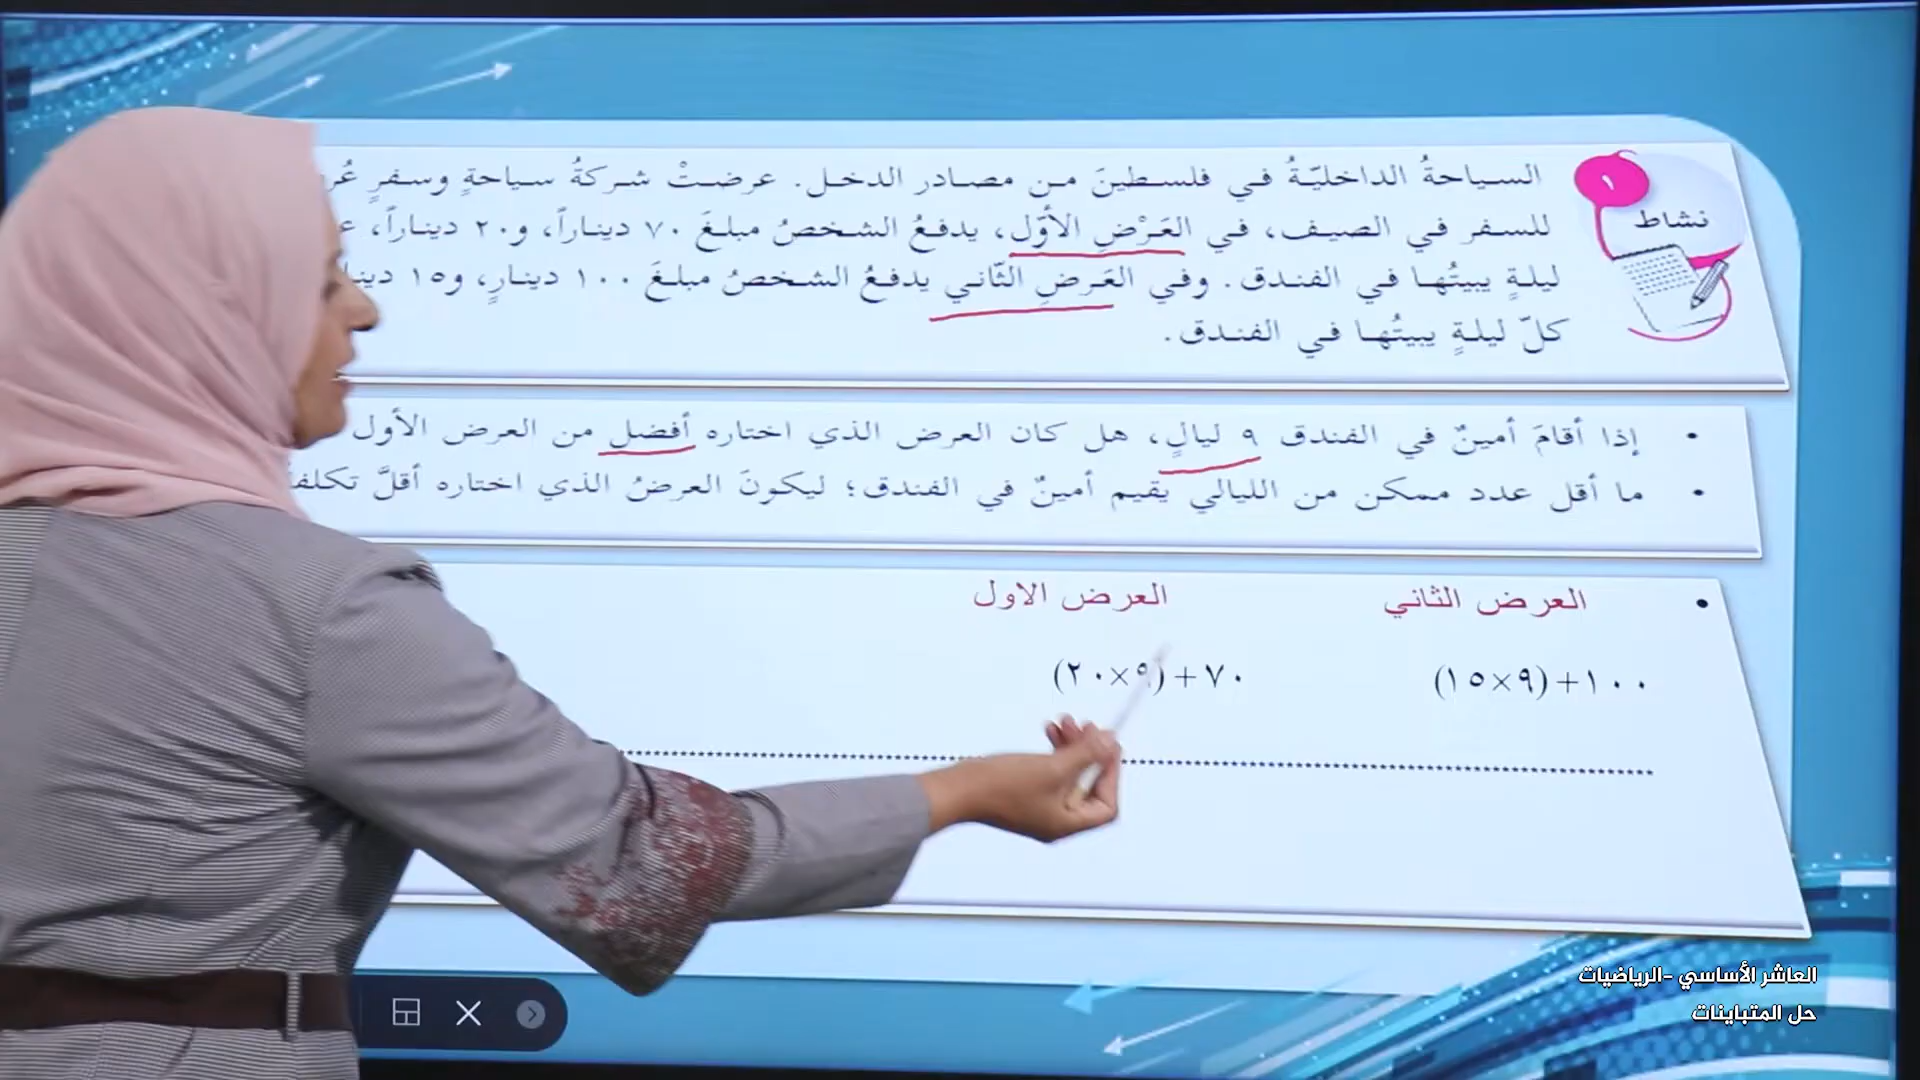 ١
نشاط
السياحةُ الداخليّةُ في فلسطينَ من مصادر الدخل. عرضتْ شركةُ سياحةٍ وسفرٍ
للسفر في الصيف، في العَرْضِ الأوّل، يدفعُ الشخصُ مبلغَ ٧٠ ديناراً، و٢٠ ديناراً،
ليلةٍ يبيتُها في الفندق. وفي العَرضِ الثّاني يدفعُ الشخصُ مبلغَ ١٠٠ دينارٍ، و١٥
كلّ ليلةٍ يبيتُها في الفندق.
• إذا أقامَ أمينٌ في الفندق ٩ ليالٍ، هل كان العرض الذي اختاره أفضل من العرض الأول
• ما أقل عدد ممكن من الليالي يقيم أمينٌ في الفندق؛ ليكونَ العرضُ الذي اختاره أقلَّ
• العرض الثاني العرض الاول
(١٥×٩)+١٠٠ (٢٠×٩)+٧٠
العاشر الأساسي -الرياضيات
حل المتباينات